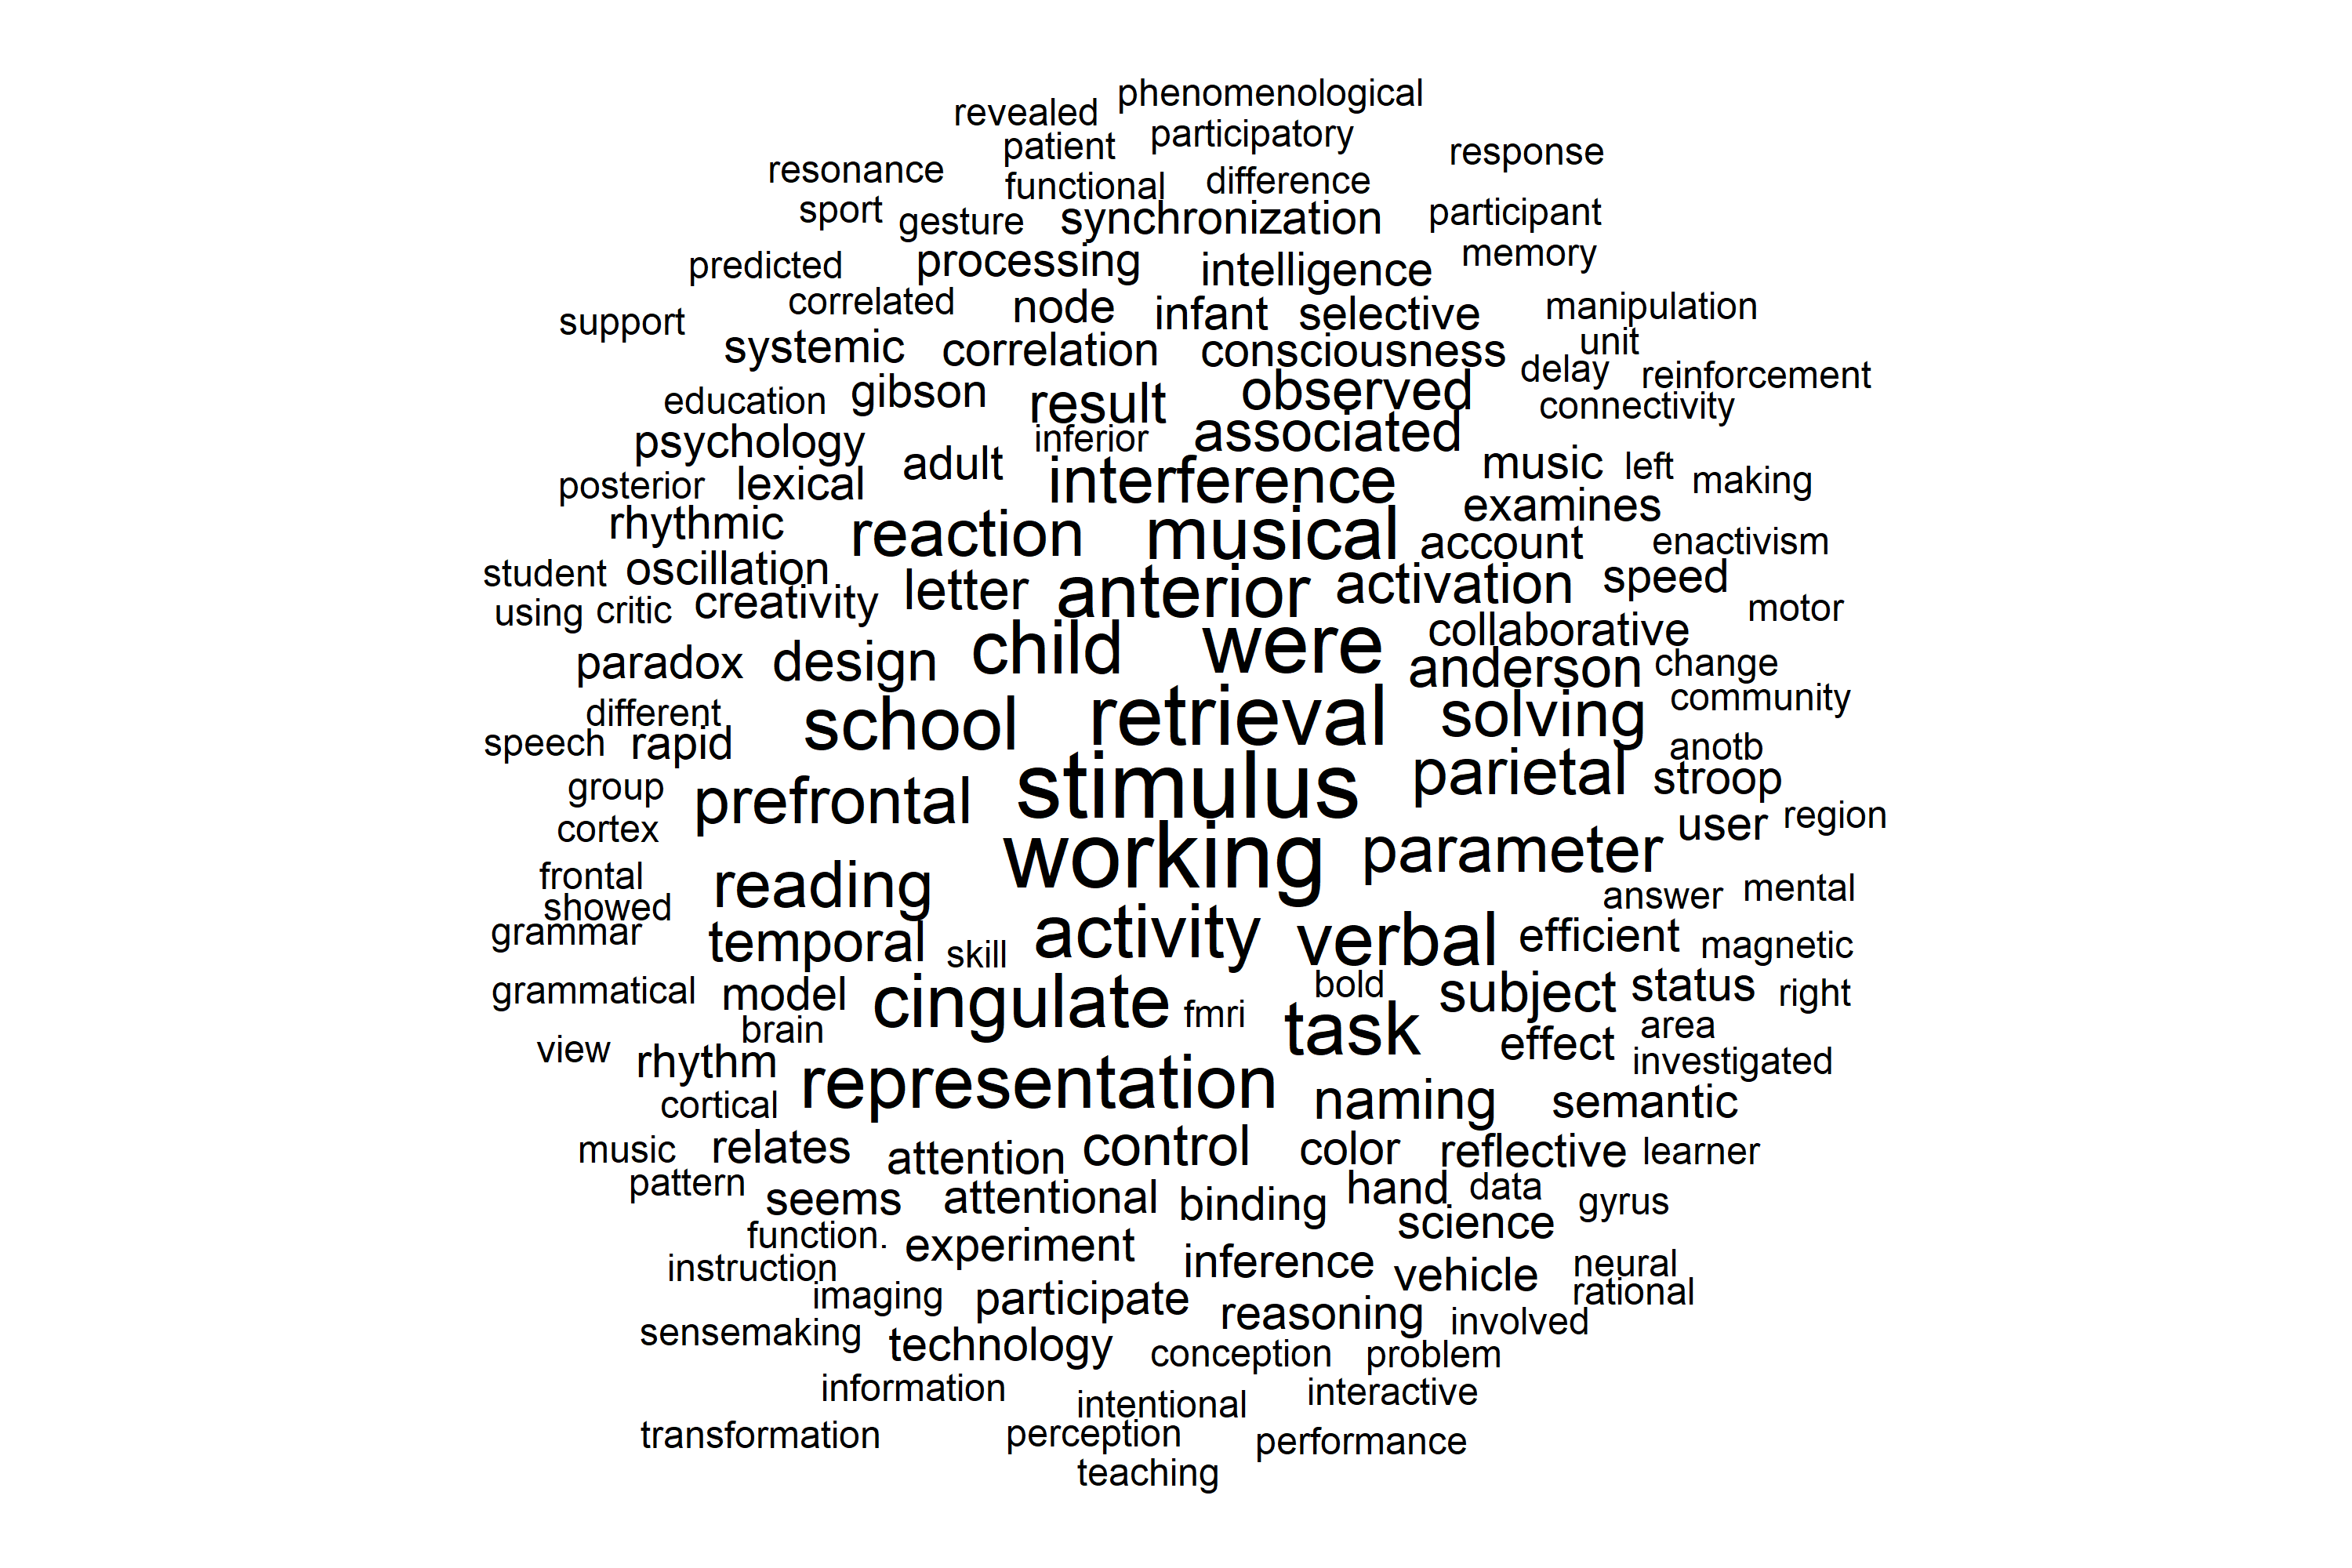 phenomenological
revealed
patient participatory
response
resonance functional difference
sport gesture synchronization participant
predicted processing intelligence memory
support correlated node infant selective manipulation
systemic correlation consciousness unit
delay reinforcement
education gibson result observed connectivity
psychology inferior associated
posterior lexical adult interference music left making
rhythmic reaction musical examines
student oscillation account enactivism
using critic creativity letter anterior activation speed motor
paradox design child were collaborative
anderson change
different school retrieval solving community
speech rapid anotb
group prefrontal stimulus parietal stroop
cortex working parameter user region
frontal reading answer mental
showed
grammar temporal skill activity verbal efficient magnetic
grammatical model cingulate fmri bold subject status right
view brain task effect area
rhythm representation investigated
cortical naming semantic
music relates attention control color reflective learner
pattern seems attentional binding hand data gyrus
function. experiment science
instruction inference vehicle neural
imaging participate reasoning rational
sensemaking technology involved
conception problem
information intentional interactive
transformation perception performance
teaching